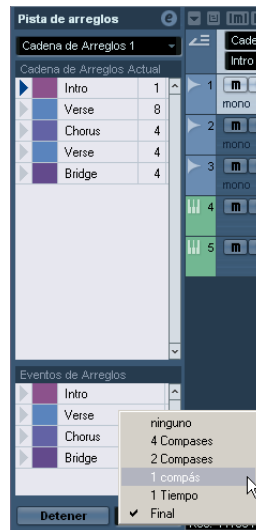 Pista de arreglos
Cadena de Arreglos 1
Cadena de Arreglos Actual
Intro 1
Verse 8
Chorus 4
Verse 4
Bridge 4
Eventos de Arreglos
Intro
Verse
Chorus
Bridge
Detener
ninguno
4 Compases
2 Compases
1 compás
1 Tiempo
Final
Cade
Intro
1 m
mono
2 m
mono
3 m
mono
4 m
5 m